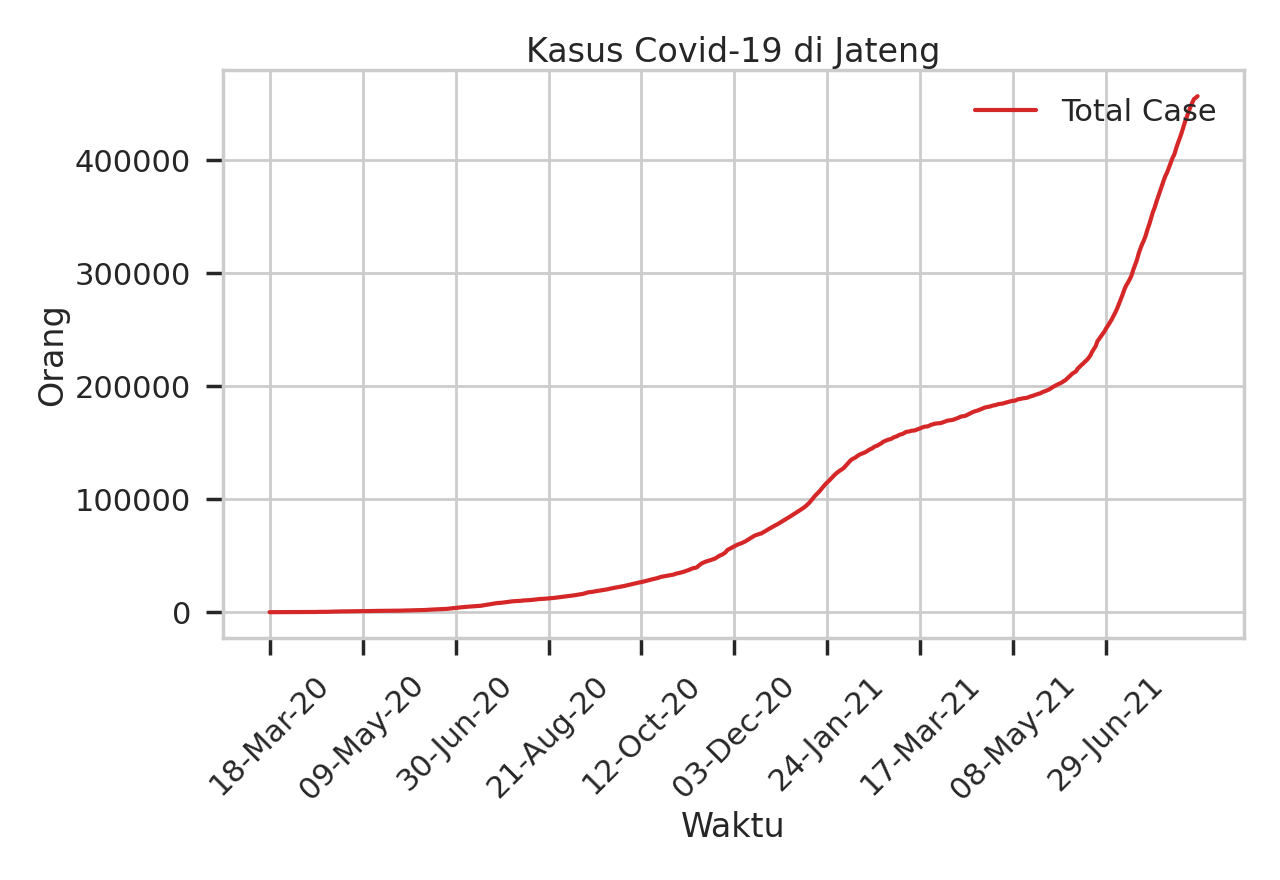 Kasus Covid-19 di Jateng
Total Case
Orang
400000
300000
200000
100000
0
18-Mar-20
09-May-20
30-Jun-20
21-Aug-20
12-Oct-20
03-Dec-20
24-Jan-21
17-Mar-21
08-May-21
29-Jun-21
Waktu